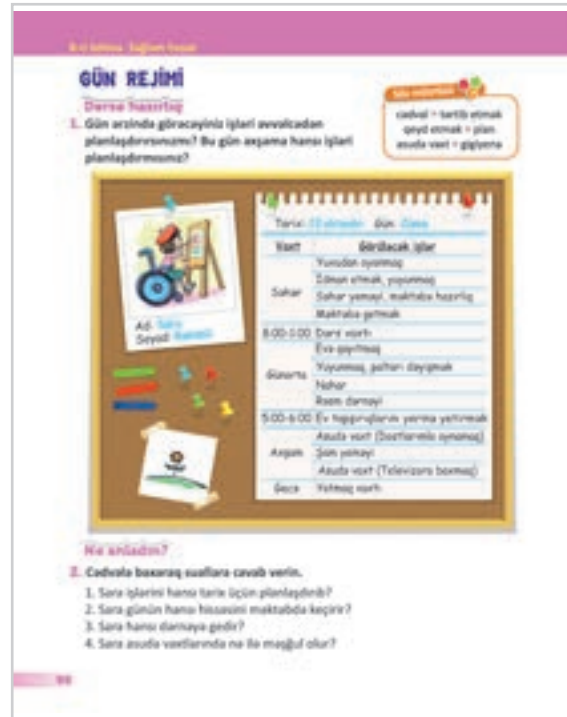 GÜN REJİMİ
Dərsə hazırlıq
1. Gün ərzində görəcəyiniz işləri əvvəlcədən
planlaşdırırsınızmı? Bu gün axşama hansı işləri
planlaşdırmısınız?
cədvəl • tərtib etmək
qeyd etmək • plan
asudə vaxt • gigiyena
Tarix: Gün: Cümə
Vaxt Görüləcək işlər
Yuxudan oyanmaq
İdman etmək, yuyunmaq
Səhər
Səhər yeməyi, məktəbə hazırlıq
Məktəbə getmək
8:00-1:00 Dərs vaxtı
Evə qayıtmaq
Günorta
Yuyunmaq, paltarı dəyişmək
Nahar
Rəsm dərnəyi
5:00-6:00 Ev tapşırıqlarını yerinə yetirmək
Asudə vaxt (Dostlarımla oynamaq)
Axşam Şam yeməyi
Asudə vaxt (Televizora baxmaq)
Gecə Yatmaq vaxtı
Ad: Sara
Soyad:
Nə anladım?
2. Cədvələ baxaraq suallara cavab verin.
1. Sara işlərini hansı tarix üçün planlaşdırıb?
2. Sara günün hansı hissəsini məktəbdə keçirir?
3. Sara hansı dərnəyə gedir?
4. Sara asudə vaxtlarında nə ilə məşğul olur?